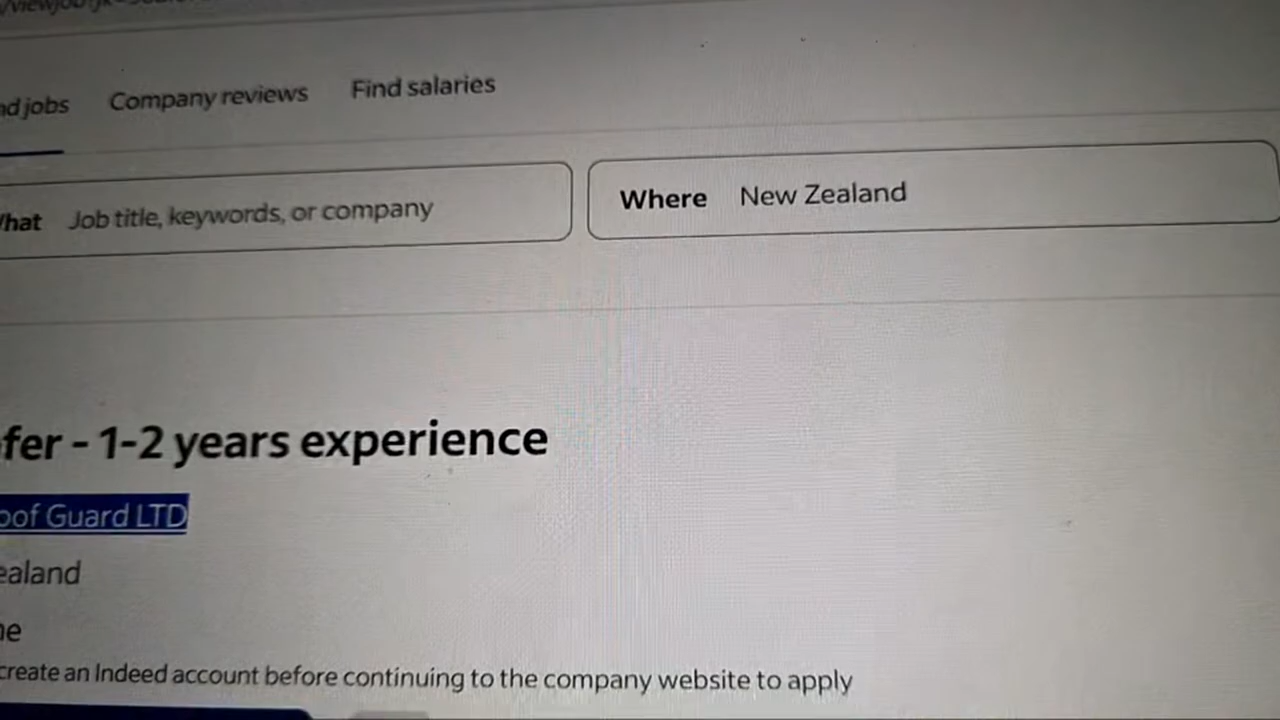 nd jobs Company reviews Find salaries
What Job title, keywords, or company Where New Zealand
fer - 1-2 years experience
oof Guard LTD
ealand
ne
create an Indeed account before continuing to the company website to apply